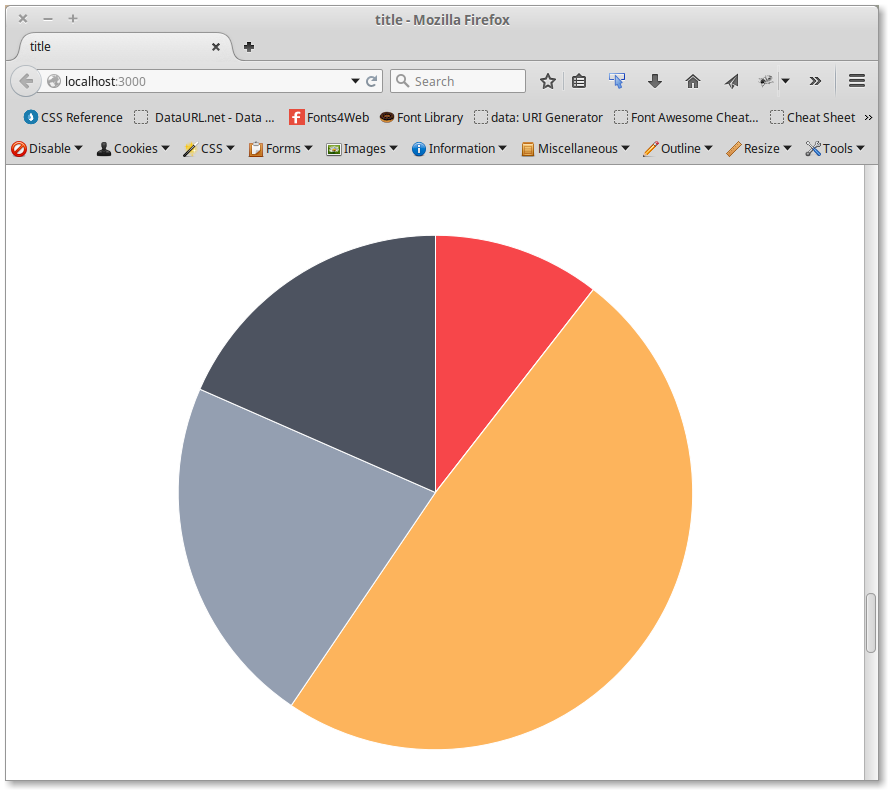 title - Mozilla Firefox
title
localhost:3000 Search
CSS Reference DataURL.net - Data ... Fonts4Web Font Library data: URI Generator Font Awesome Cheat... Cheat Sheet
Disable Cookies CSS Forms Images Information Miscellaneous Outline Resize Tools